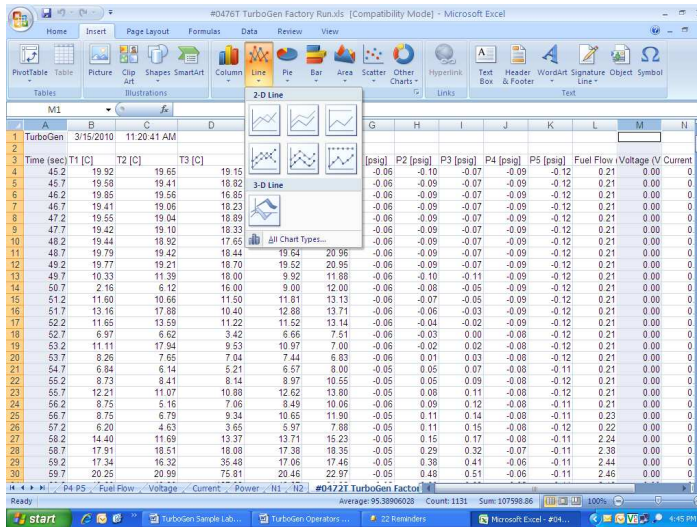 #0476T TurboGen Factory Run.xls [Compatibility Mode] - Microsoft Excel
Home Insert Page Layout Formulas Data Review View
PivotTable Table Picture Clip Art Shapes SmartArt Column Line Pie Bar Area Scatter Other Charts Hyperlink Text Box Header & Footer WordArt Signature Line Object Symbol
Tables Illustrations Links Text
M1 fx
2-D Line
3-D Line
All Chart Types...
A B C D G H I J K L M N
1 TurboGen 3/15/2010 11:20:41 AM
2
3 Time (sec) T1 [C] T2 [C] T3 [C] [psig] P2 [psig] P3 [psig] P4 [psig] P5 [psig] Fuel Flow Voltage (V Current
4 45.2 19.92 19.65 19.15 -0.06 -0.10 -0.07 -0.09 -0.12 0.21 0.00 0.
5 45.7 19.58 19.41 18.82 -0.06 -0.09 -0.07 -0.09 -0.12 0.21 0.00 0.
6 46.2 19.85 19.56 16.85 -0.06 -0.09 -0.07 -0.09 -0.12 0.21 0.00 0.
7 46.7 19.41 19.06 18.23 -0.06 -0.09 -0.07 -0.09 -0.12 0.21 0.00 0.
8 47.2 19.55 19.04 18.89 -0.06 -0.09 -0.07 -0.09 -0.12 0.21 0.00 0.
9 47.7 19.42 19.10 18.33 -0.06 -0.09 -0.07 -0.09 -0.12 0.21 0.00 0.
10 48.2 19.44 18.92 17.65 -0.06 -0.09 -0.07 -0.09 -0.12 0.21 0.00 0.
11 48.7 19.79 19.42 18.44 19.64 20.96 -0.06 -0.09 -0.07 -0.09 -0.12 0.21 0.00 0.
12 49.2 19.77 19.21 18.70 19.52 20.95 -0.06 -0.09 -0.07 -0.09 -0.12 0.21 0.00 0.
13 49.7 10.33 11.39 18.00 9.92 11.88 -0.06 -0.10 -0.11 -0.09 -0.12 0.21 0.00 0.
14 50.7 2.16 6.12 16.00 9.00 12.00 -0.06 -0.08 -0.05 -0.09 -0.12 0.21 0.00 0.
15 51.2 11.60 10.66 11.50 11.81 13.13 -0.06 -0.07 -0.05 -0.09 -0.12 0.21 0.00 0.
16 51.7 13.16 17.88 10.40 12.88 13.71 -0.06 -0.06 -0.03 -0.09 -0.12 0.21 0.00 0.
17 52.2 11.65 13.59 11.22 11.52 13.14 -0.06 -0.04 -0.02 -0.09 -0.12 0.21 0.00 0.
18 52.7 6.97 6.62 3.42 6.66 7.51 -0.06 -0.03 0.00 -0.08 -0.12 0.21 0.00 0.
19 53.2 11.11 17.94 9.53 10.97 7.00 -0.06 -0.02 0.02 -0.08 -0.12 0.21 0.00 0.
20 53.7 8.26 7.65 7.04 7.44 6.83 -0.06 0.01 0.03 -0.08 -0.12 0.21 0.00 0.
21 54.7 6.84 6.14 5.21 6.57 8.00 -0.05 0.05 0.07 -0.08 -0.11 0.21 0.00 0.
22 55.2 8.73 8.41 8.14 8.97 10.55 -0.05 0.05 0.09 -0.08 -0.12 0.21 0.00 0.
23 55.7 12.21 11.07 10.88 12.62 13.80 -0.05 0.08 0.11 -0.08 -0.12 0.21 0.00 0.
24 56.2 8.75 5.16 7.06 8.49 10.06 -0.06 0.09 0.12 -0.08 -0.11 0.21 0.00 0.
25 56.7 8.75 6.79 9.34 10.65 11.90 -0.05 0.11 0.14 -0.08 -0.11 0.23 0.00 0.
26 57.2 6.20 4.63 3.65 5.97 7.88 -0.05 0.11 0.15 -0.08 -0.12 0.22 0.00 0.
27 58.2 14.40 11.69 13.37 13.71 15.23 -0.05 0.15 0.17 -0.08 -0.11 2.24 0.00 0.
28 58.7 17.91 18.51 18.08 17.38 18.35 -0.05 0.29 0.32 -0.07 -0.11 2.38 0.00 0.
29 59.2 17.34 16.32 35.48 17.06 17.46 -0.05 0.38 0.41 -0.06 -0.11 2.44 0.00 0.
30 59.7 20.25 20.99 75.81 20.46 22.97 -0.05 0.48 0.51 -0.06 -0.11 2.46 0.00 0.
P4 P5 Fuel Flow Voltage Current Power N1 N2 #0472T TurboGen Factor
Ready Average: 95.38906028 Count: 1131 Sum: 107598.86 100%
start TurboGen Sample Lab... TurboGen Operators ... 22 Reminders Microsoft Excel - #04... 4:45 PM